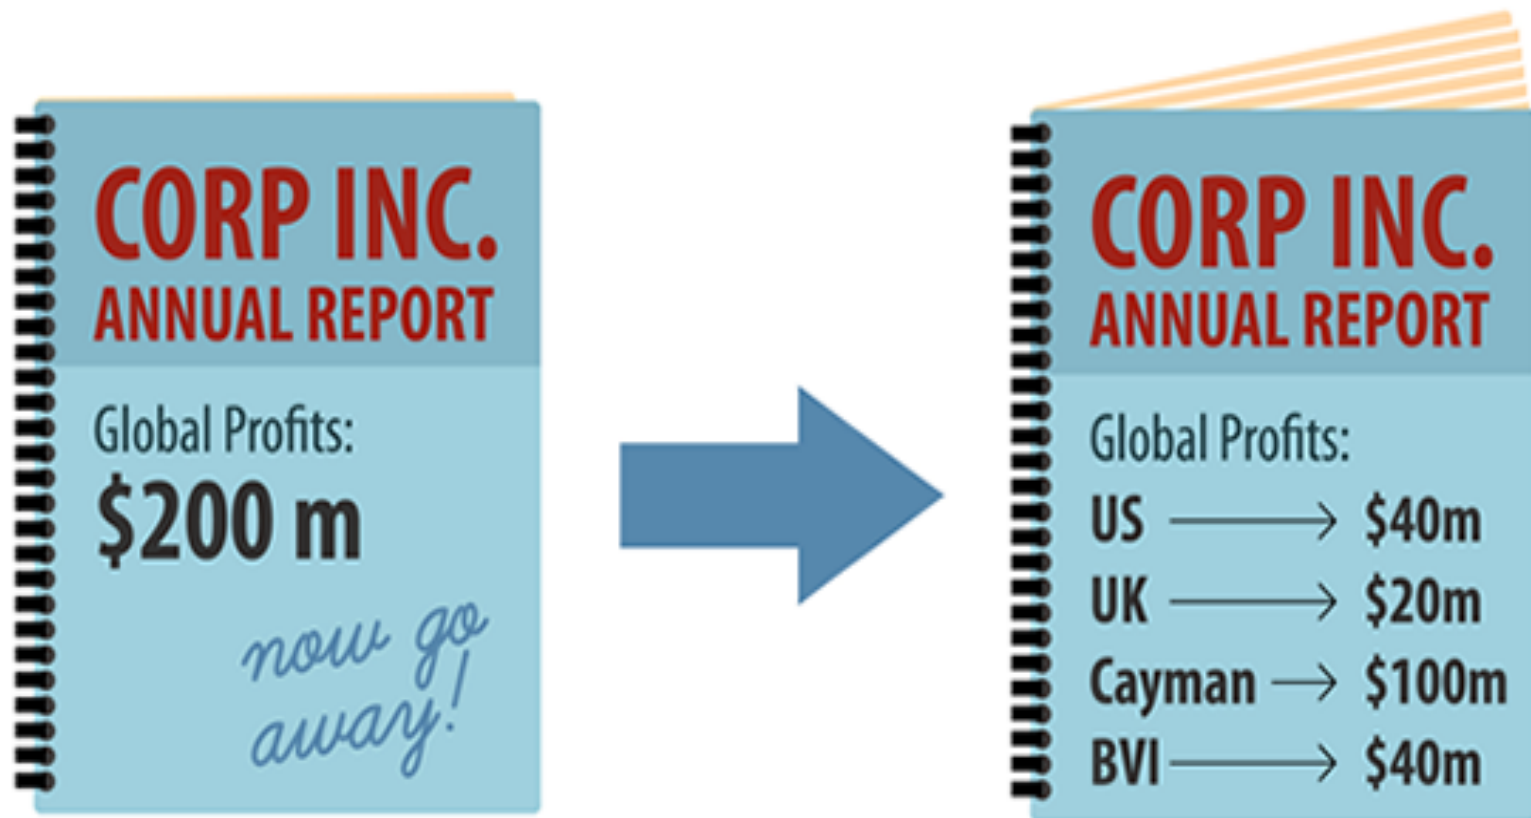 CORP INC.
ANNUAL REPORT
Global Profits:
$200 m
now go
away!
CORP INC.
ANNUAL REPORT
Global Profits:
US $40m
UK $20m
Cayman $100m
BVI $40m